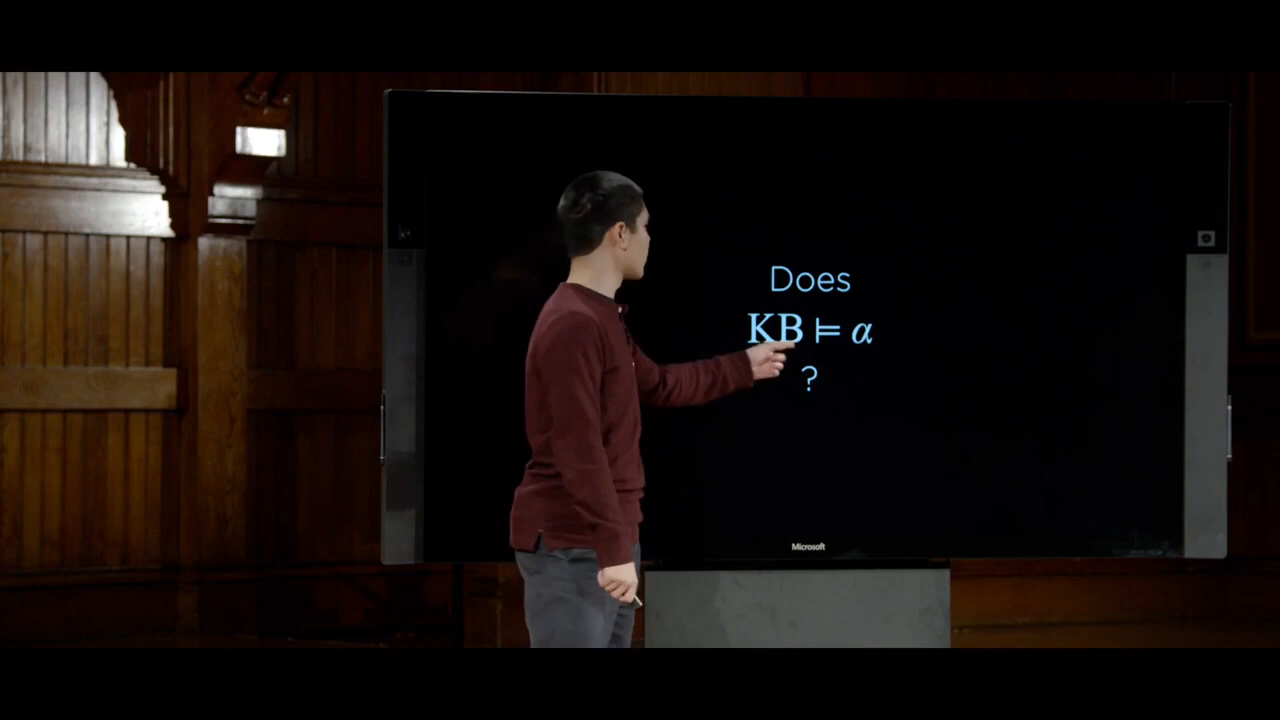 Does
KB ⊨ α
?
Microsoft